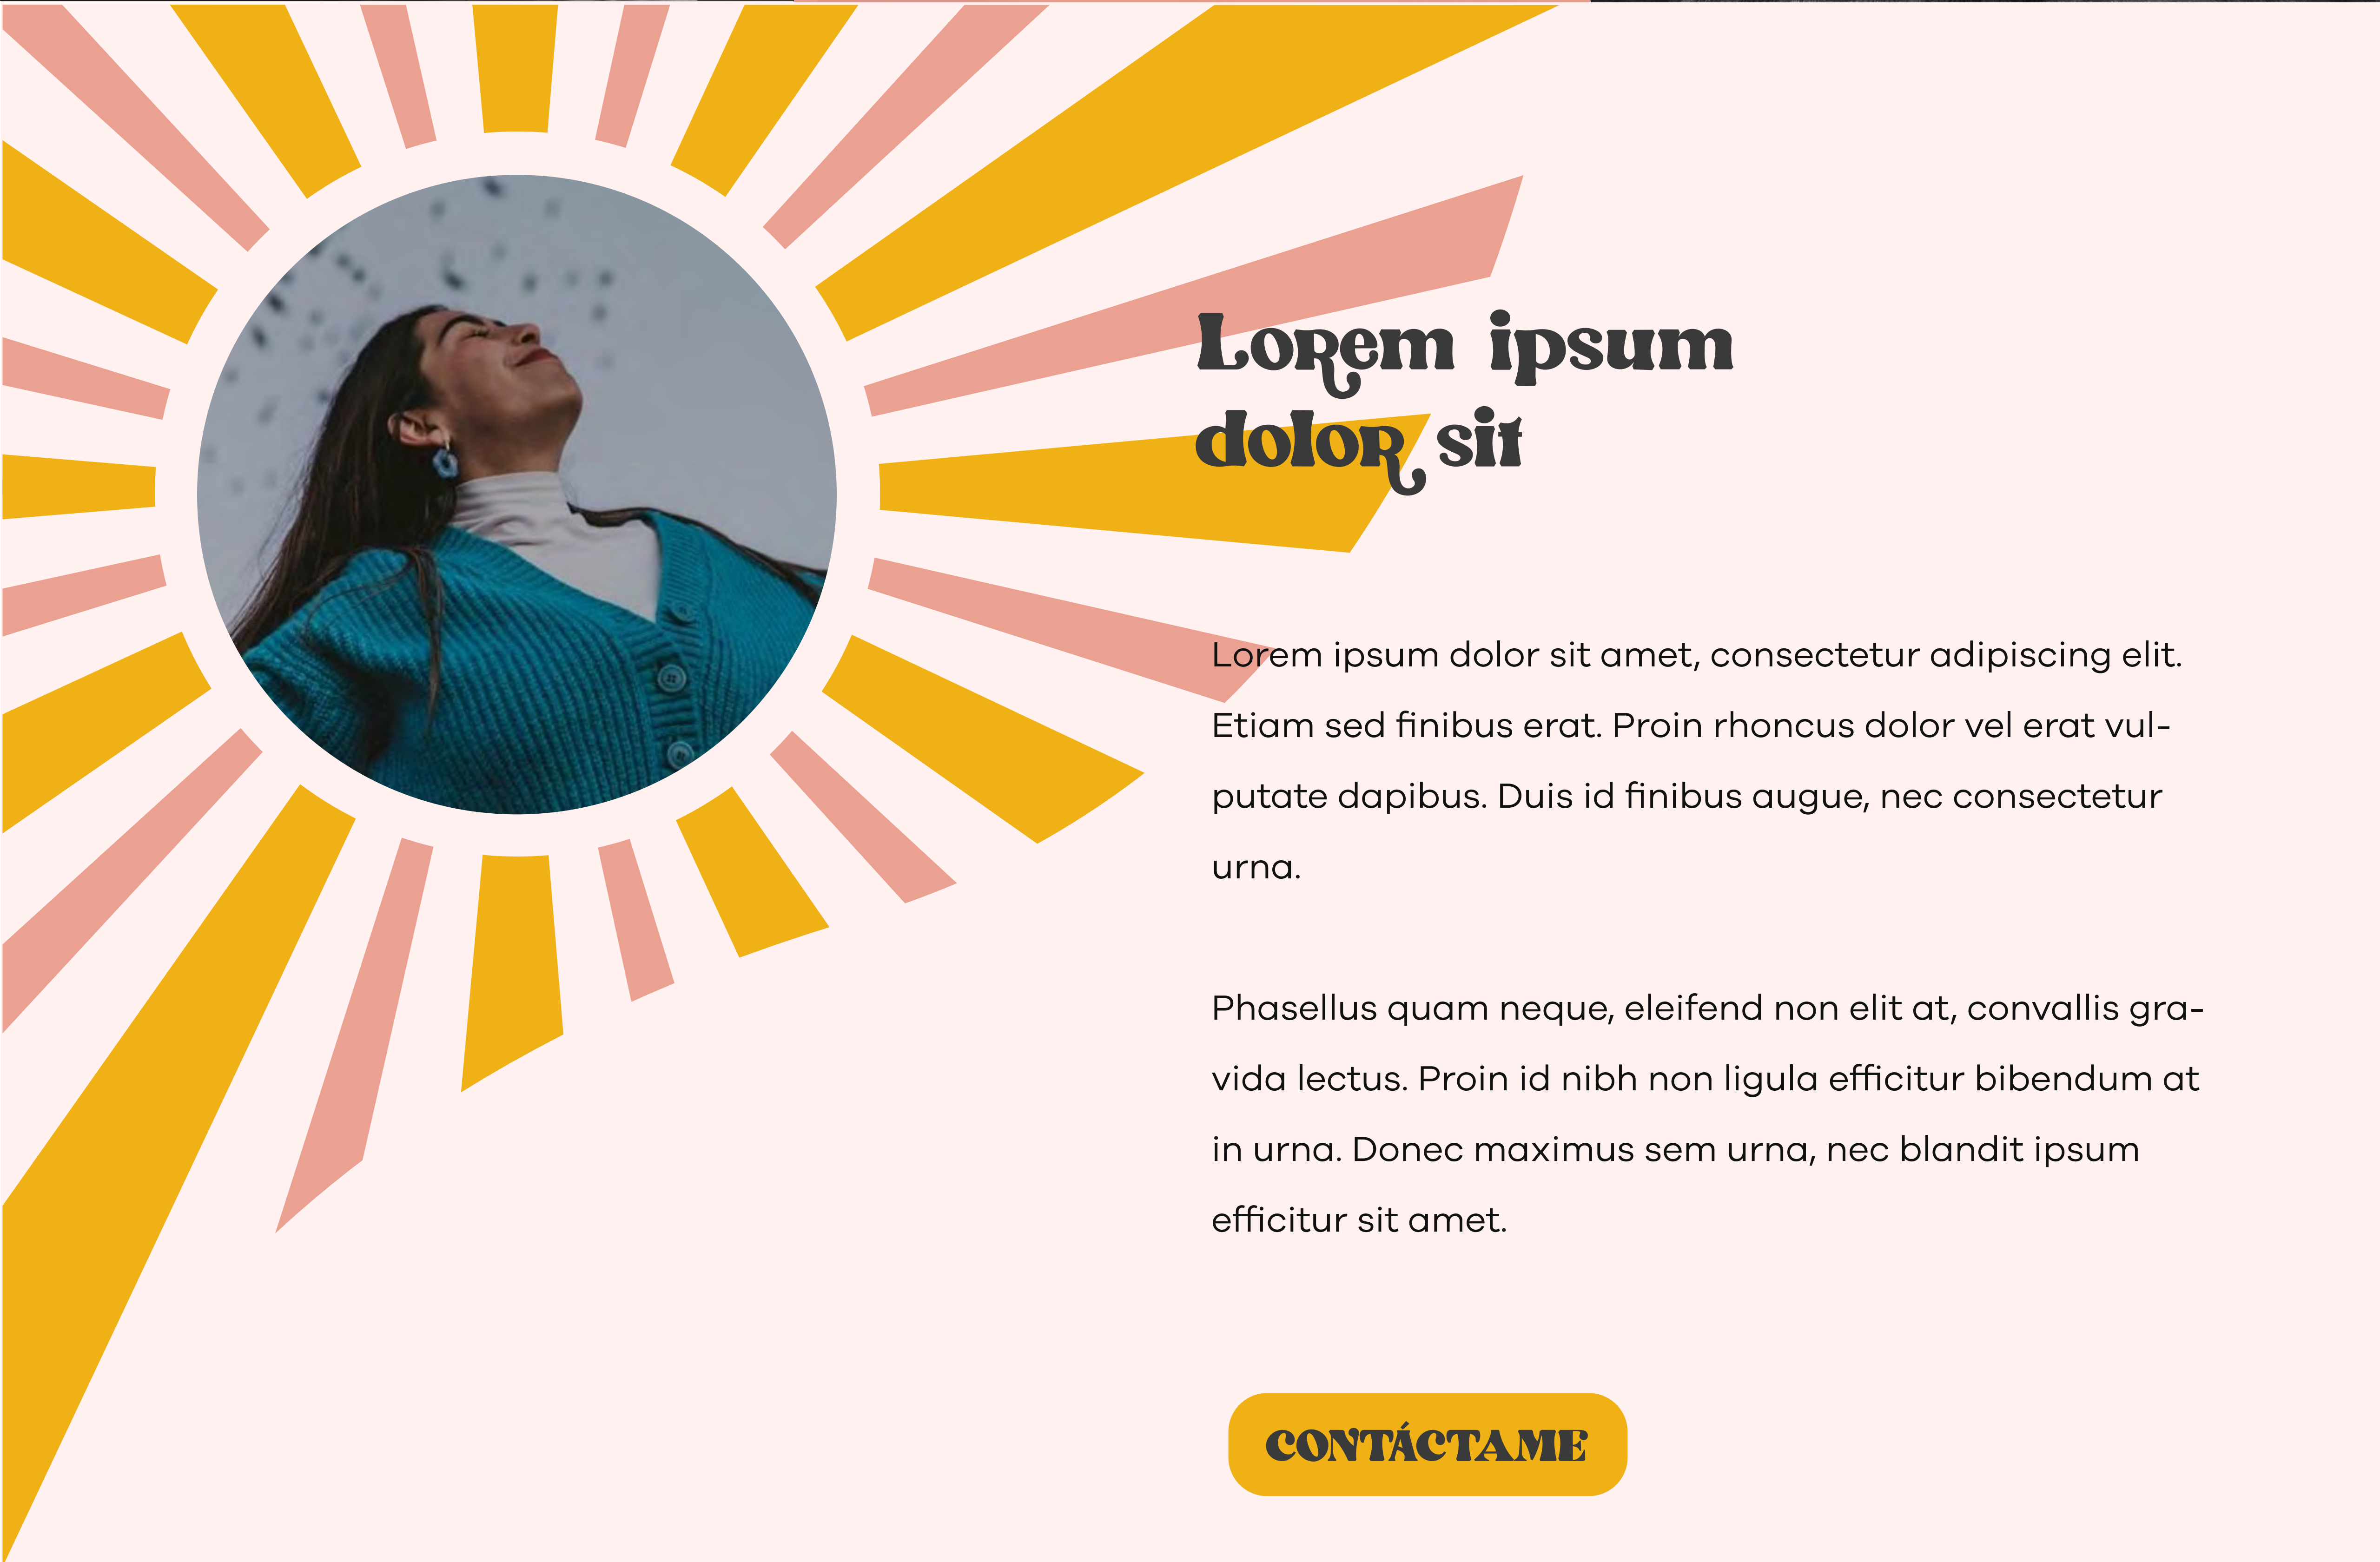 Lorem ipsum
dolor sit
Lorem ipsum dolor sit amet, consectetur adipiscing elit.
Etiam sed finibus erat. Proin rhoncus dolor vel erat vul-
putate dapibus. Duis id finibus augue, nec consectetur
urna.
Phasellus quam neque, eleifend non elit at, convallis gra-
vida lectus. Proin id nibh non ligula efficitur bibendum at
in urna. Donec maximus sem urna, nec blandit ipsum
efficitur sit amet.
CONTÁCTAME